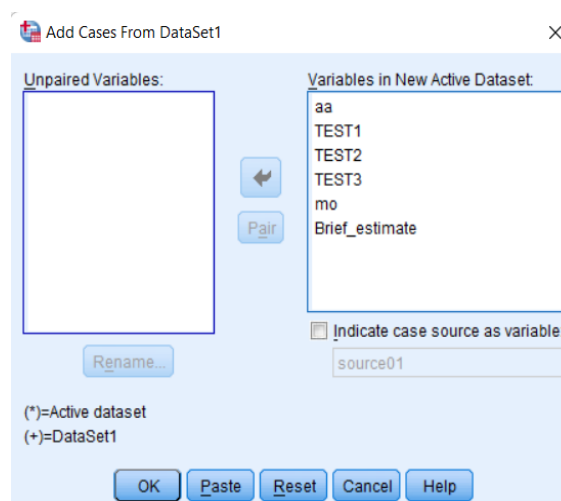 Add Cases From DataSet1
Unpaired Variables:
Variables in New Active Dataset:
aa
TEST1
TEST2
TEST3
mo
Brief_estimate
Pair
Indicate case source as variable
source01
Rename...
(*)=Active dataset
(+)=DataSet1
OK
Paste
Reset
Cancel
Help